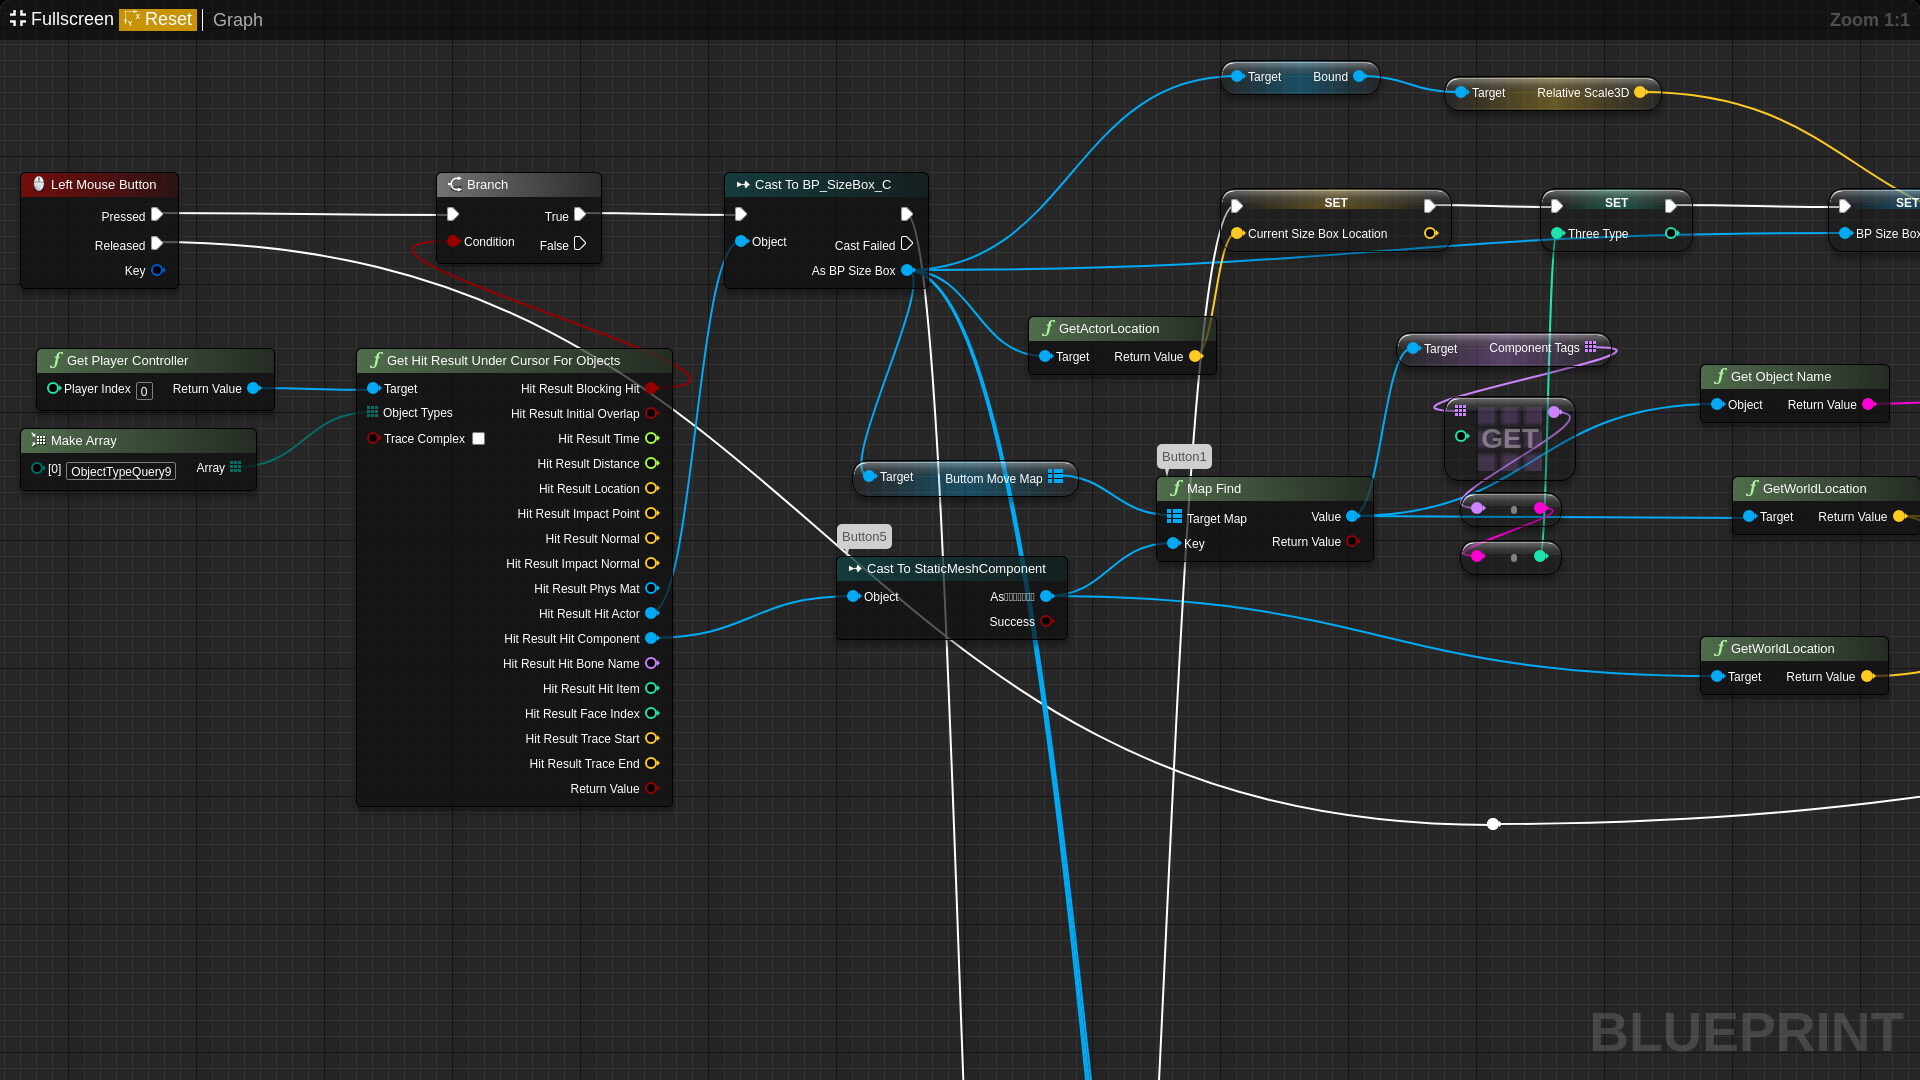 Fullscreen Reset Graph
Zoom 1:1
Target Bound
Target Relative Scale3D
Left Mouse Button
Pressed
Released
Key
Branch
True
Condition
False
Cast To BP_SizeBox_C
Object
Cast Failed
As BP Size Box
SET
Current Size Box Location
SET
Three Type
SET
BP Size Box
GetActorLocation
Target Return Value
Get Player Controller
Player Index 0 Return Value
Make Array
[0] ObjectTypeQuery9 Array
Get Hit Result Under Cursor For Objects
Target
Object Types
Trace Complex
Hit Result Blocking Hit
Hit Result Initial Overlap
Hit Result Time
Hit Result Distance
Hit Result Location
Hit Result Impact Point
Hit Result Normal
Hit Result Impact Normal
Hit Result Phys Mat
Hit Result Hit Actor
Hit Result Hit Component
Hit Result Hit Bone Name
Hit Result Hit Item
Hit Result Face Index
Hit Result Trace Start
Hit Result Trace End
Return Value
Target Component Tags
GET
Get Object Name
Object Return Value
Target Buttom Move Map
Button1
Map Find
Target Map Value
Key Return Value
GetWorldLocation
Target Return Value
Button5
Cast To StaticMeshComponent
Object As
Success
GetWorldLocation
Target Return Value
BLUEPRINT